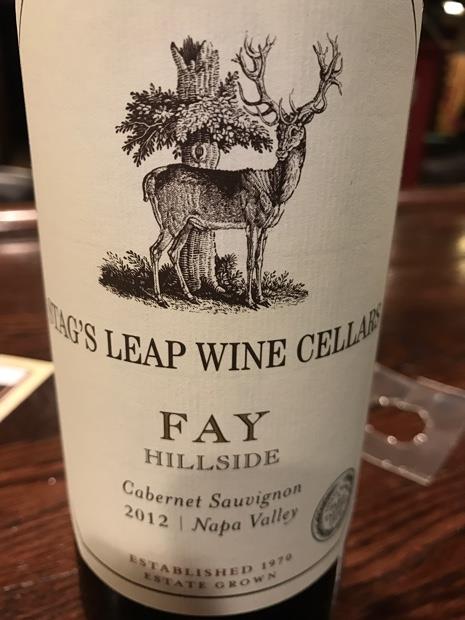 STAG'S LEAP WINE CELLARS
FAY
HILLSIDE
Cabernet Sauvignon
2012 | Napa Valley
ESTABLISHED 1970
ESTATE GROWN